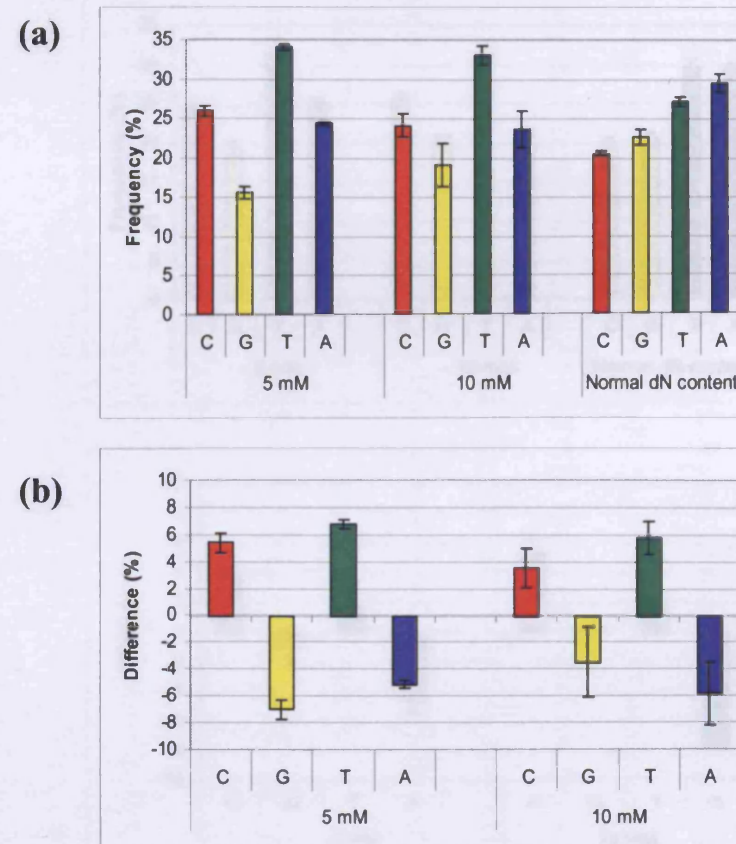 (a)
35
30
25
20
15
10
5
0
Frequency (%)
C G T A C G T A C G T A
5 mM 10 mM Normal dN content
(b)
10
8
6
4
2
0
-2
-4
-6
-8
-10
Difference (%)
C G T A C G T A
5 mM 10 mM